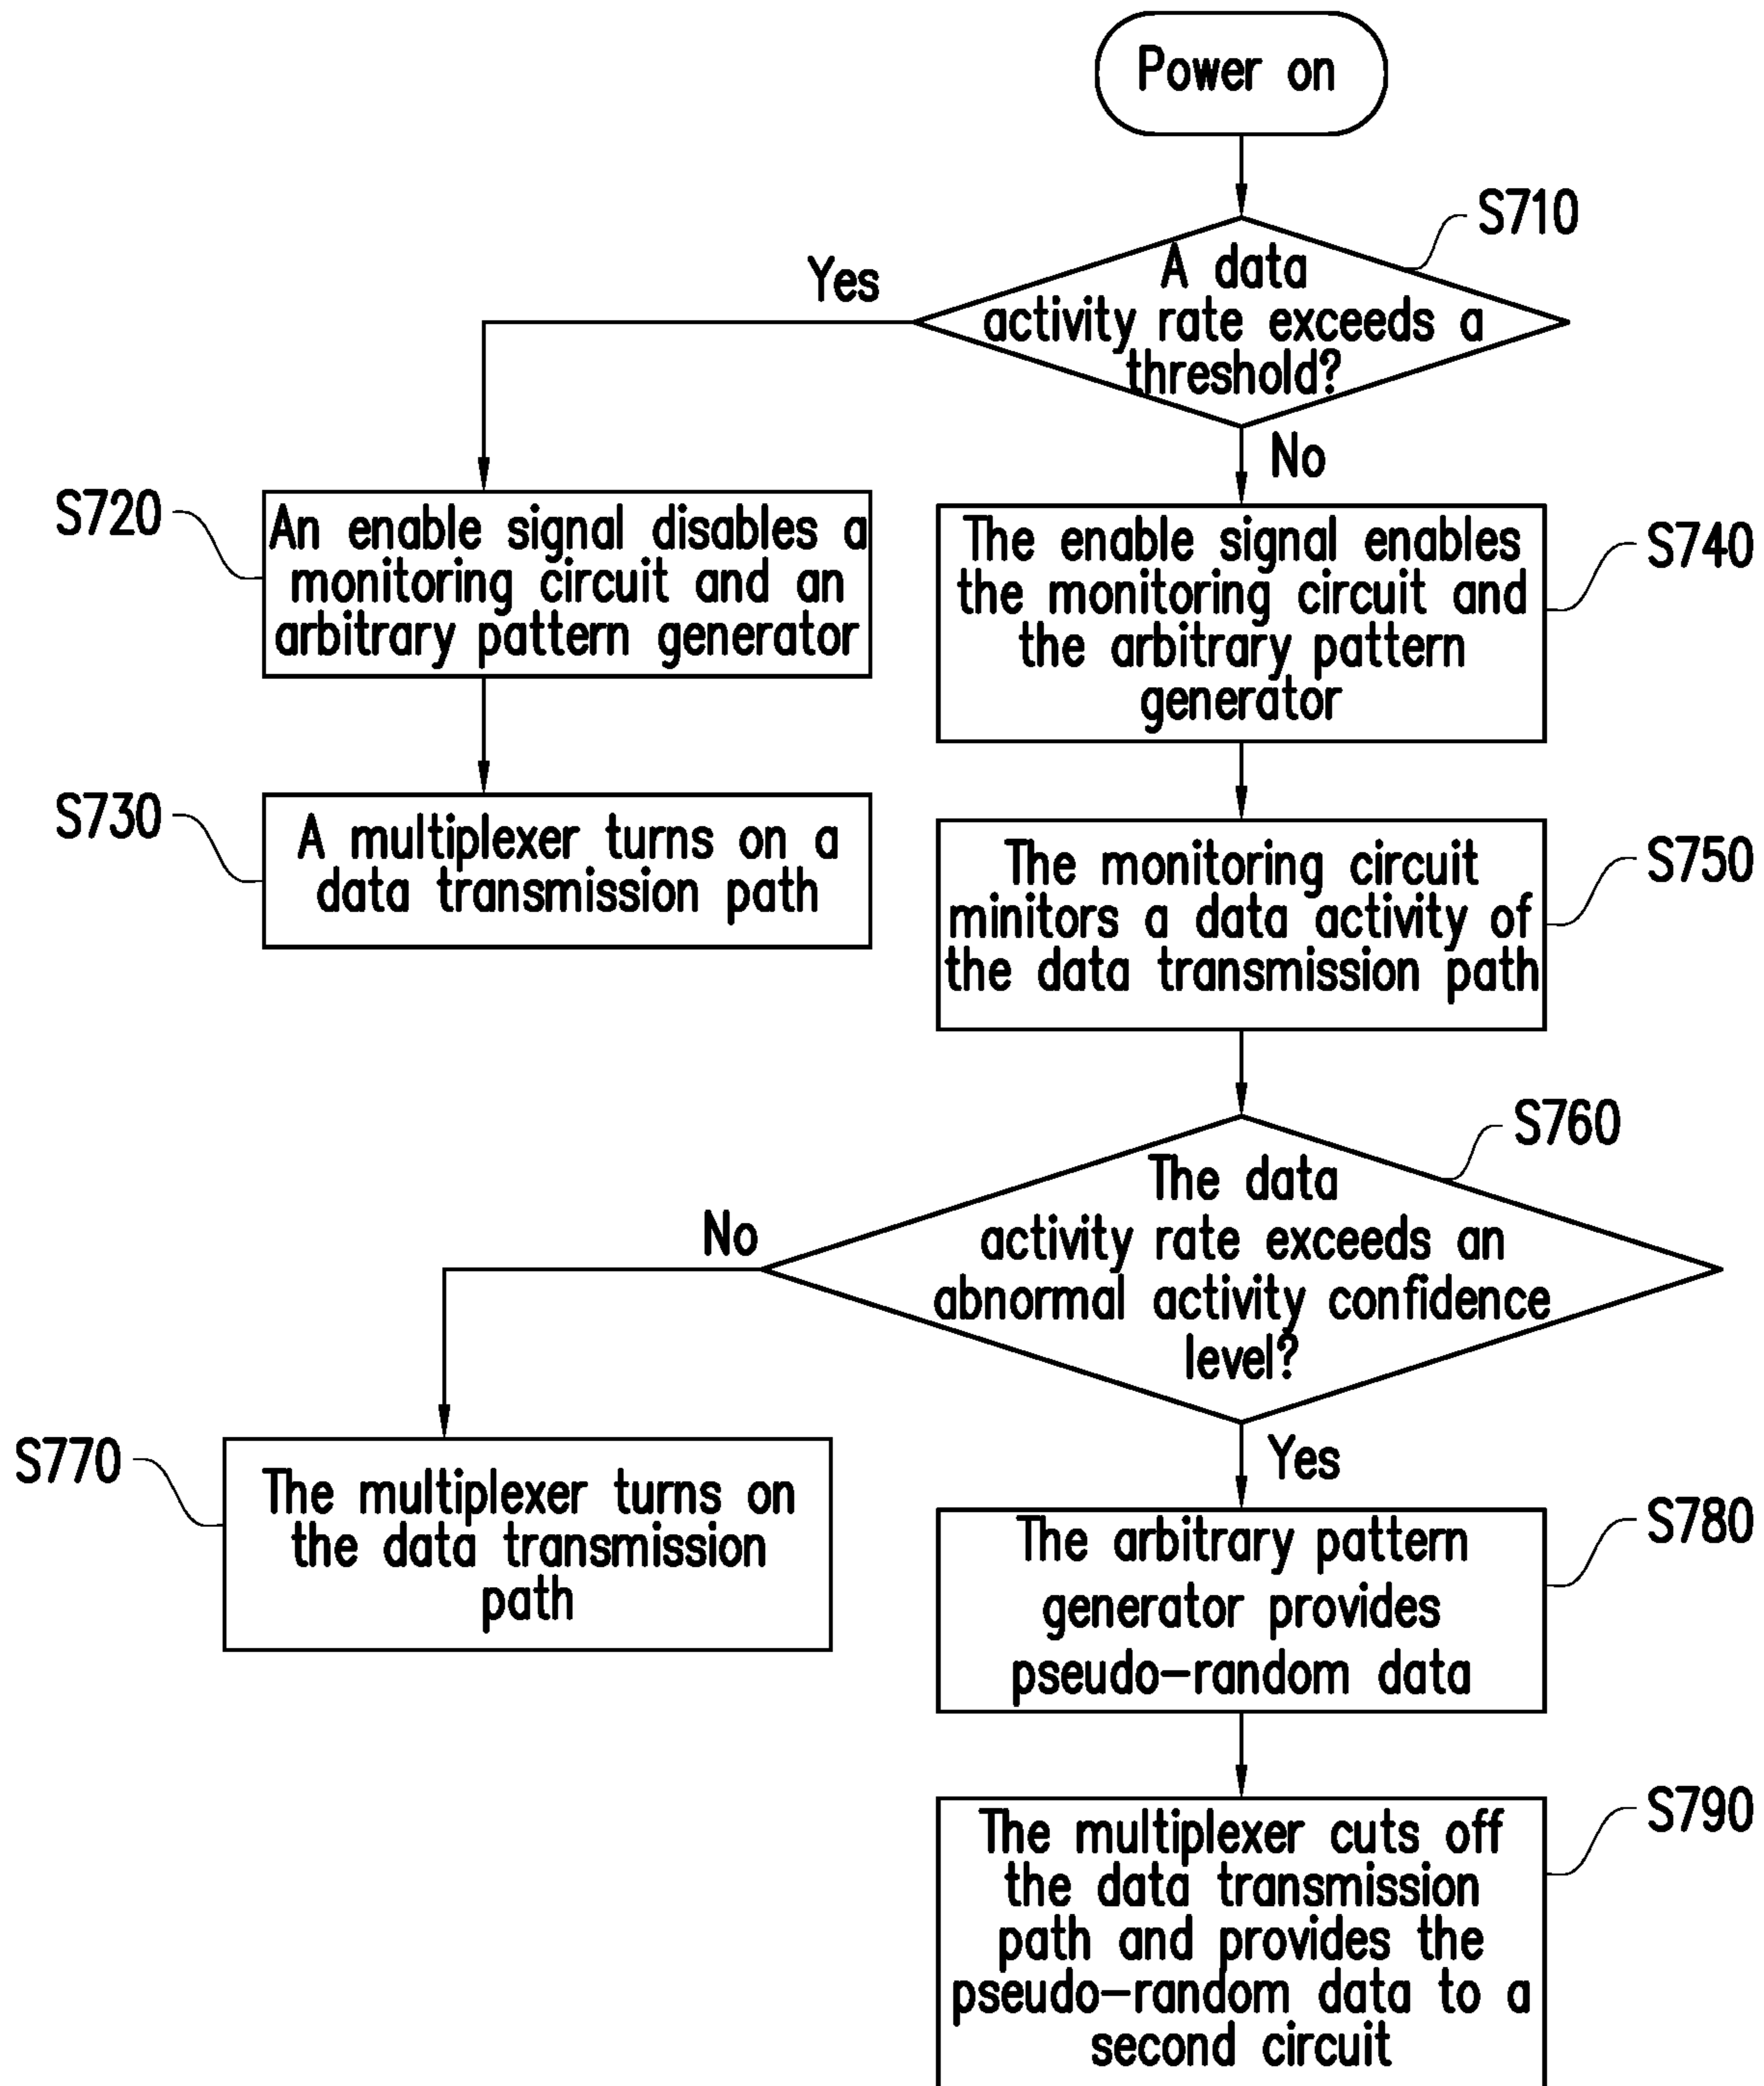 Power on
S710
A data
activity rate exceeds a
threshold?
Yes
No
S720
An enable signal disables a
monitoring circuit and an
arbitrary pattern generator
S730
A multiplexer turns on a
data transmission path
S740
The enable signal enables
the monitoring circuit and
the arbitrary pattern
generator
S750
The monitoring circuit
minitors a data activity of
the data transmission path
S760
The data
activity rate exceeds an
abnormal activity confidence
level?
No
Yes
S770
The multiplexer turns on
the data transmission
path
S780
The arbitrary pattern
generator provides
pseudo-random data
S790
The multiplexer cuts off
the data transmission
path and provides the
pseudo-random data to a
second circuit